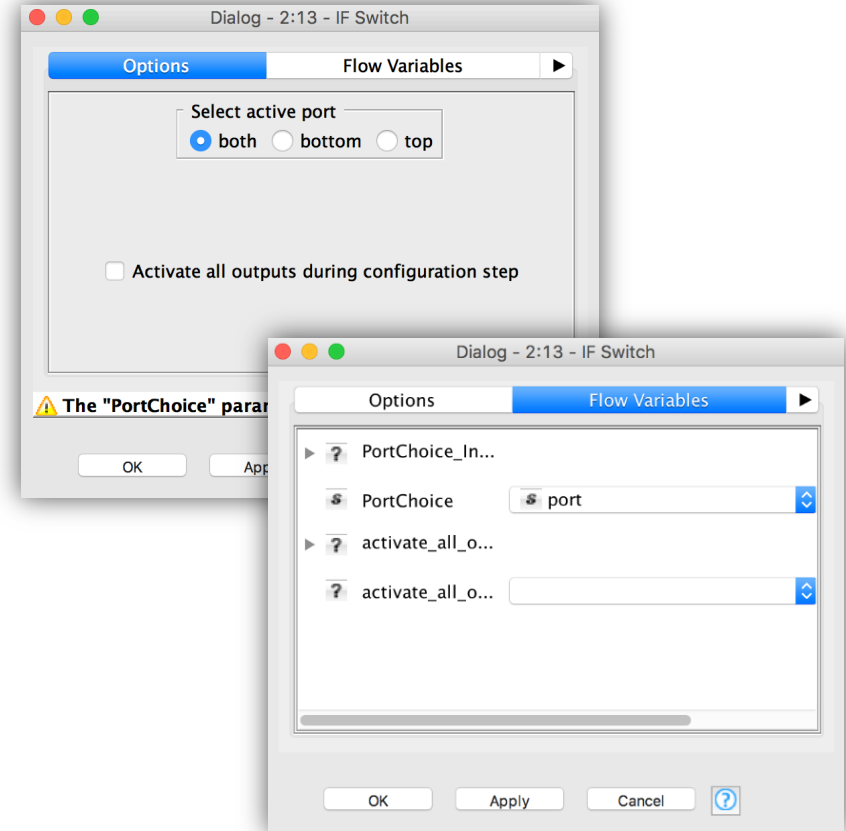 Dialog - 2:13 - IF Switch
Options
Flow Variables
Select active port
both bottom top
Activate all outputs during configuration step
The "PortChoice"
OK
Dialog - 2:13 - IF Switch
Options
Flow Variables
? PortChoice_In...
S PortChoice S port
? activate_all_o...
? activate_all_o...
OK Apply Cancel ?